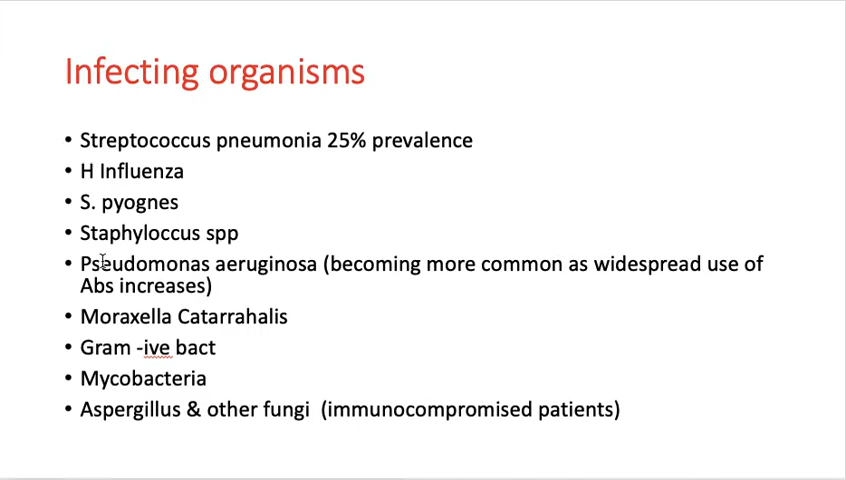 Infecting organisms
• Streptococcus pneumonia 25% prevalence
• H Influenza
• S. pyognes
• Staphyloccus spp
• Pseudomonas aeruginosa (becoming more common as widespread use of
Abs increases)
• Moraxella Catarrahalis
• Gram -ive bact
• Mycobacteria
• Aspergillus & other fungi (immunocompromised patients)